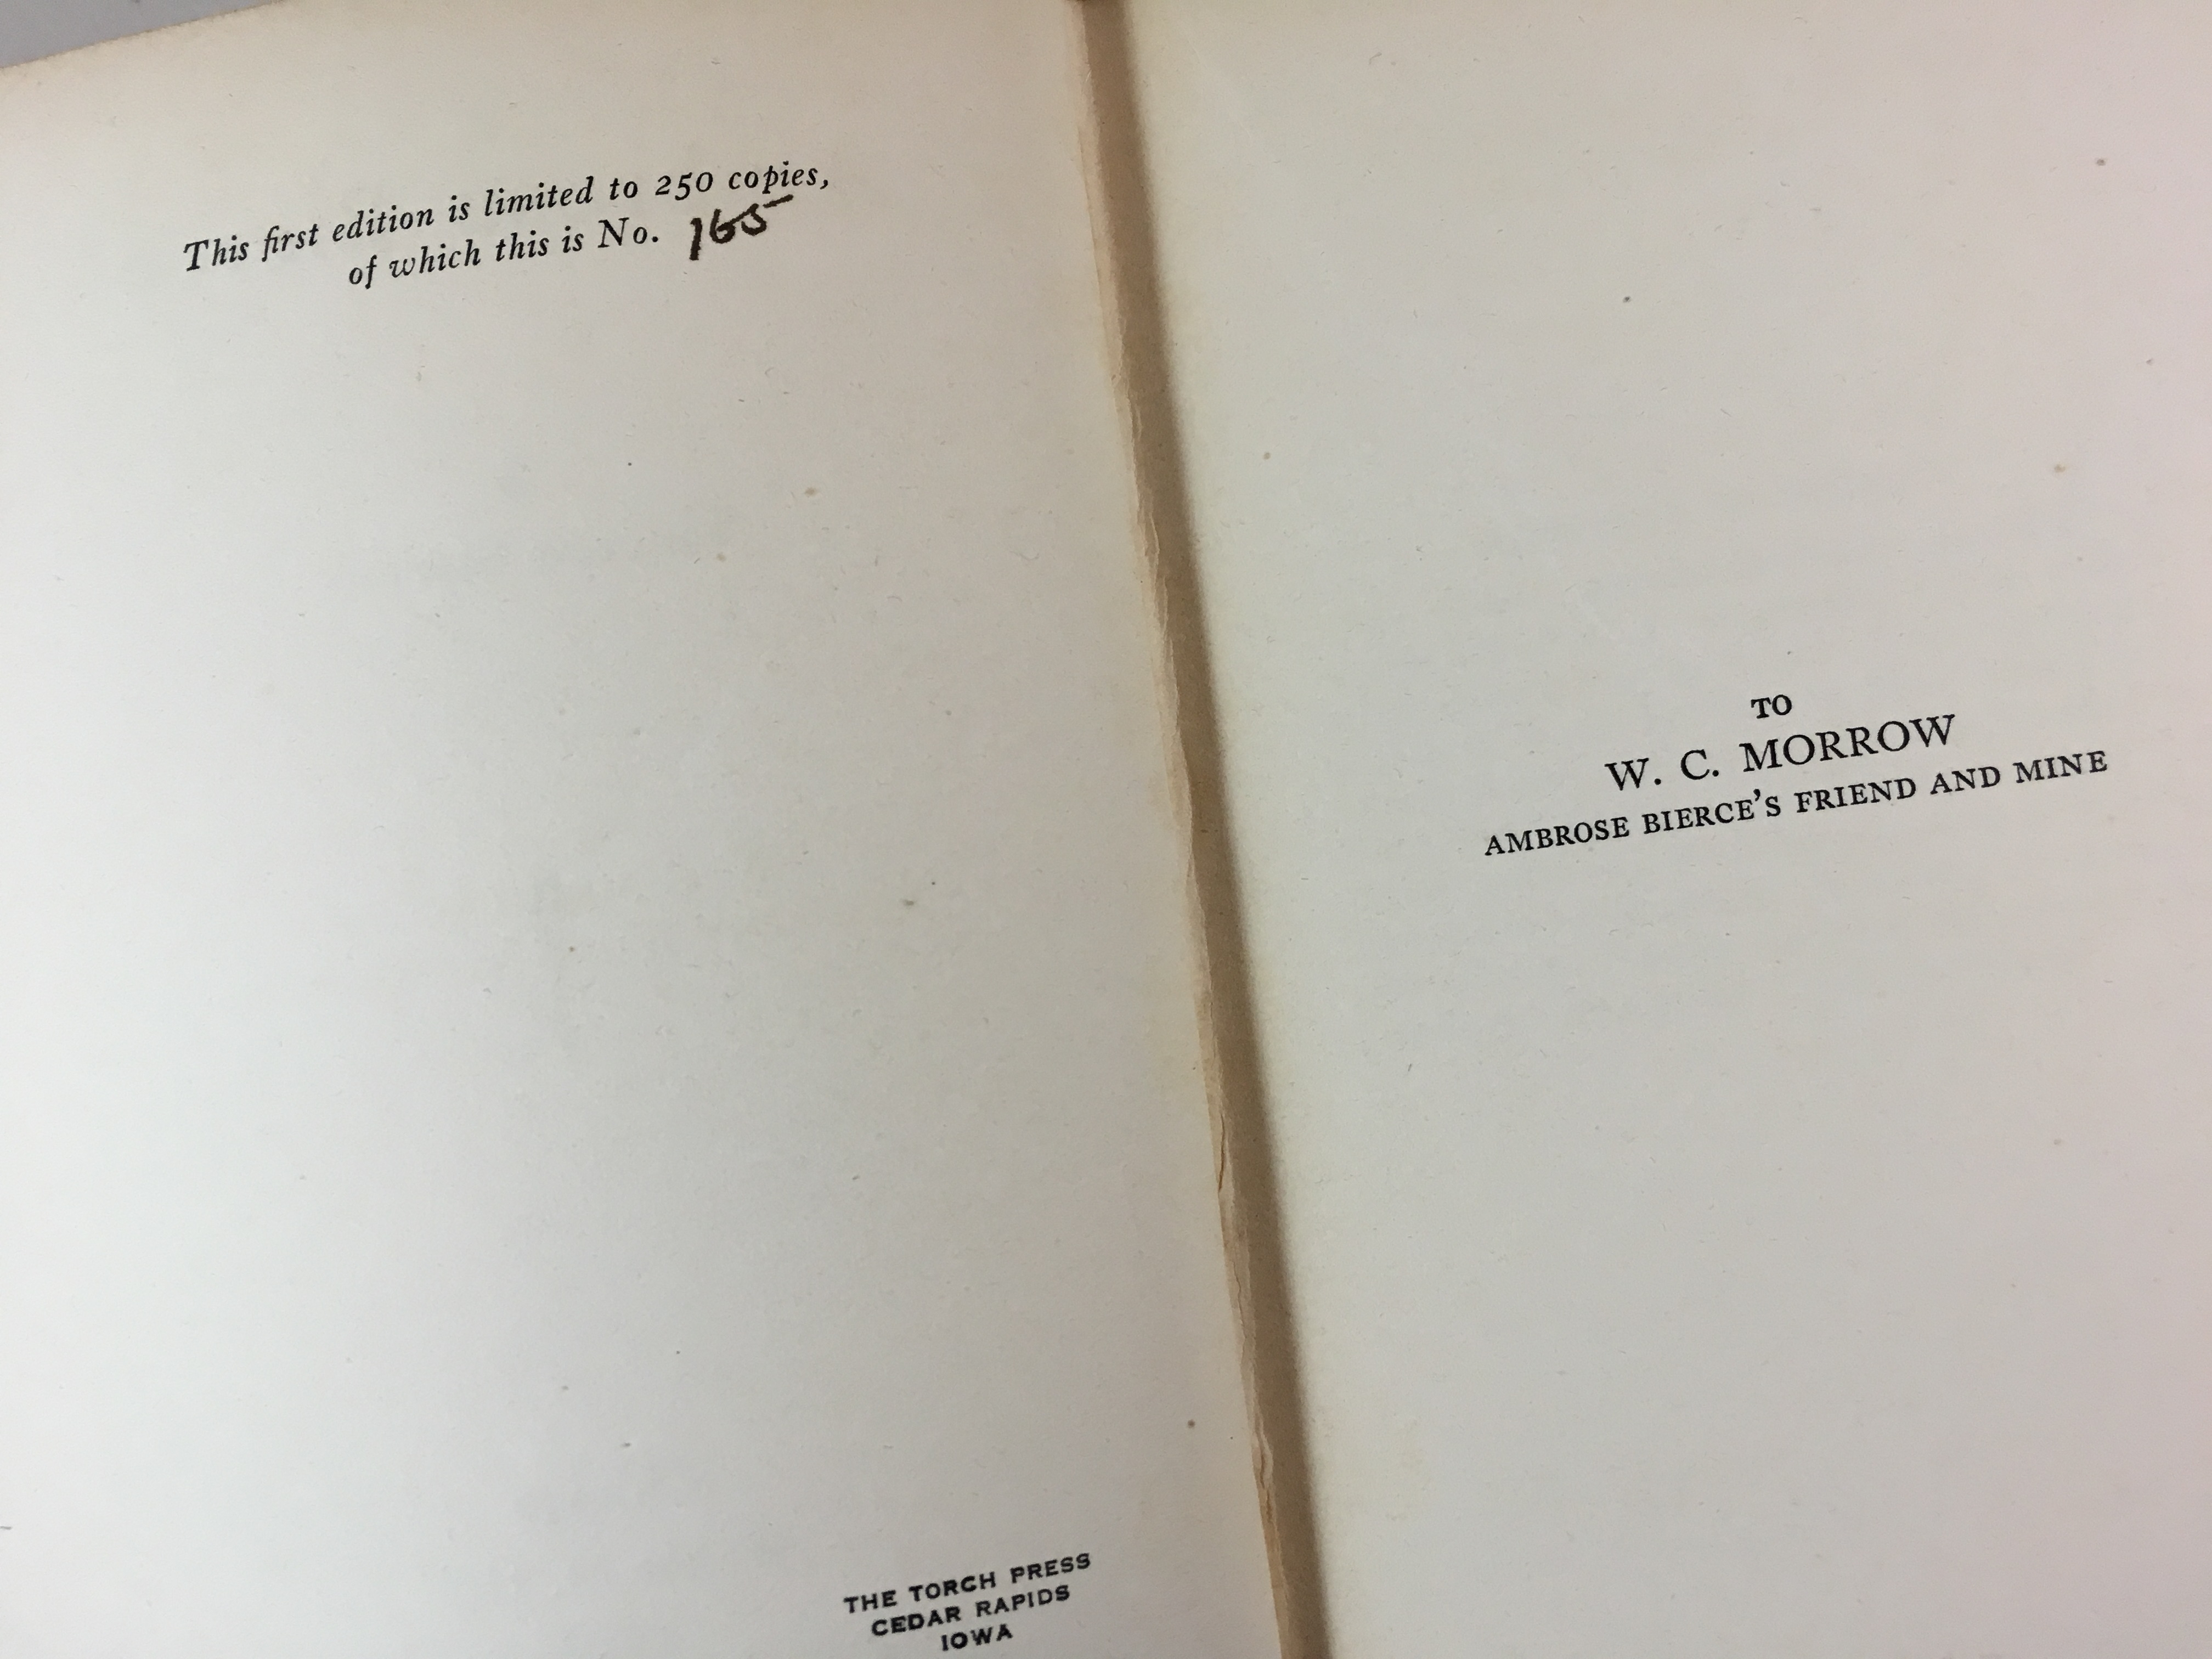 This first edition is limited to 250 copies,
of which this is No. 165
THE TORCH PRESS
CEDAR RAPIDS
IOWA
TO
W. C. MORROW
AMBROSE BIERCE'S FRIEND AND MINE